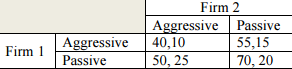 Firm 2
Aggressive Passive
Firm 1 Aggressive 40,10 55,15
Passive 50, 25 70, 20